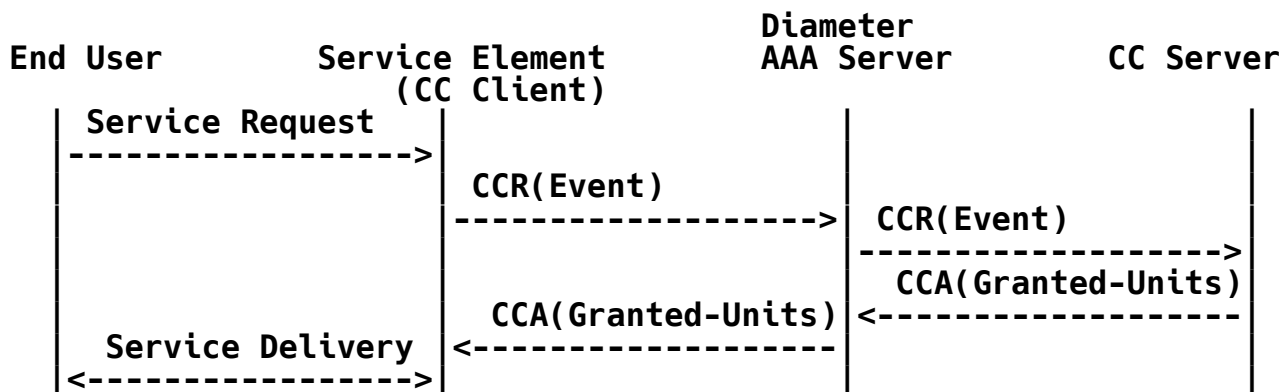 Diameter
End User Service Element AAA Server CC Server
(CC Client)
Service Request
CCR(Event)
CCR(Event)
CCA(Granted-Units)
CCA(Granted-Units)
Service Delivery